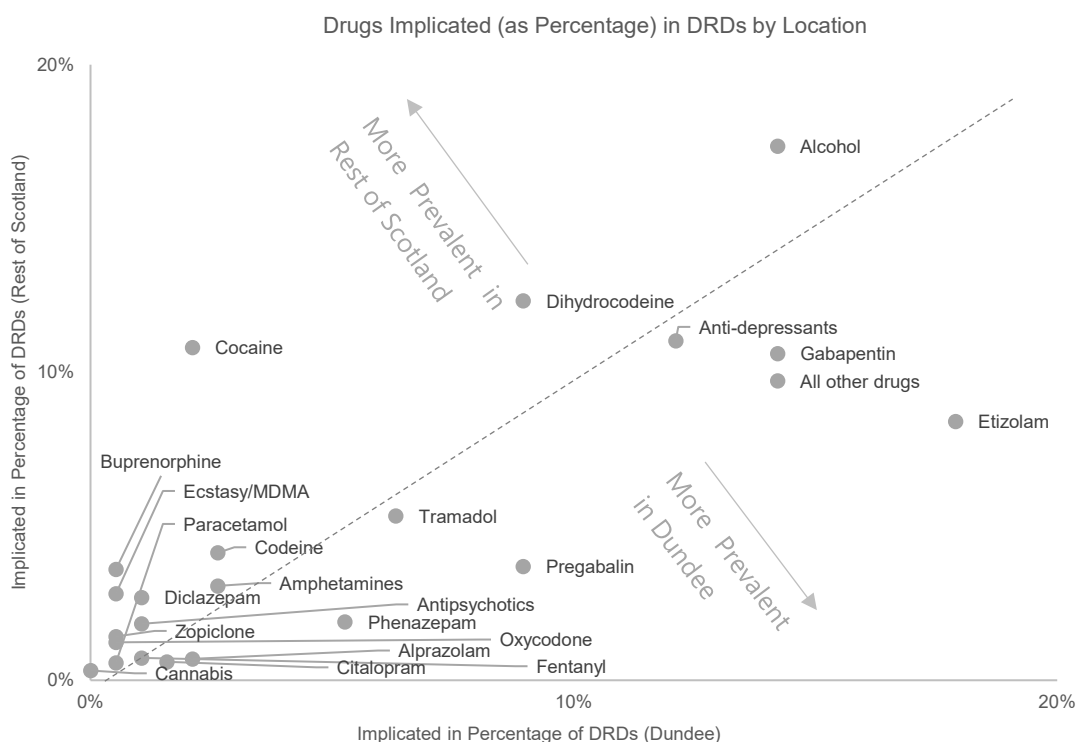 Drugs Implicated (as Percentage) in DRDs by Location
20%
Alcohol
More Prevalent in
Rest of Scotland
Dihydrocodeine
Anti-depressants
Cocaine
Gabapentin
10%
All other drugs
Etizolam
Buprenorphine
Ecstasy/MDMA
More Prevalent
in Dundee
Paracetamol
Tramadol
Codeine
Pregabalin
Amphetamines
Diclazepam
Antipsychotics
Phenazepam
Zopiclone
Oxycodone
Alprazolam
Citalopram
Fentanyl
Cannabis
0%
0%
10%
20%
Implicated in Percentage of DRDs (Dundee)
Implicated in Percentage of DRDs (Rest of Scotland)